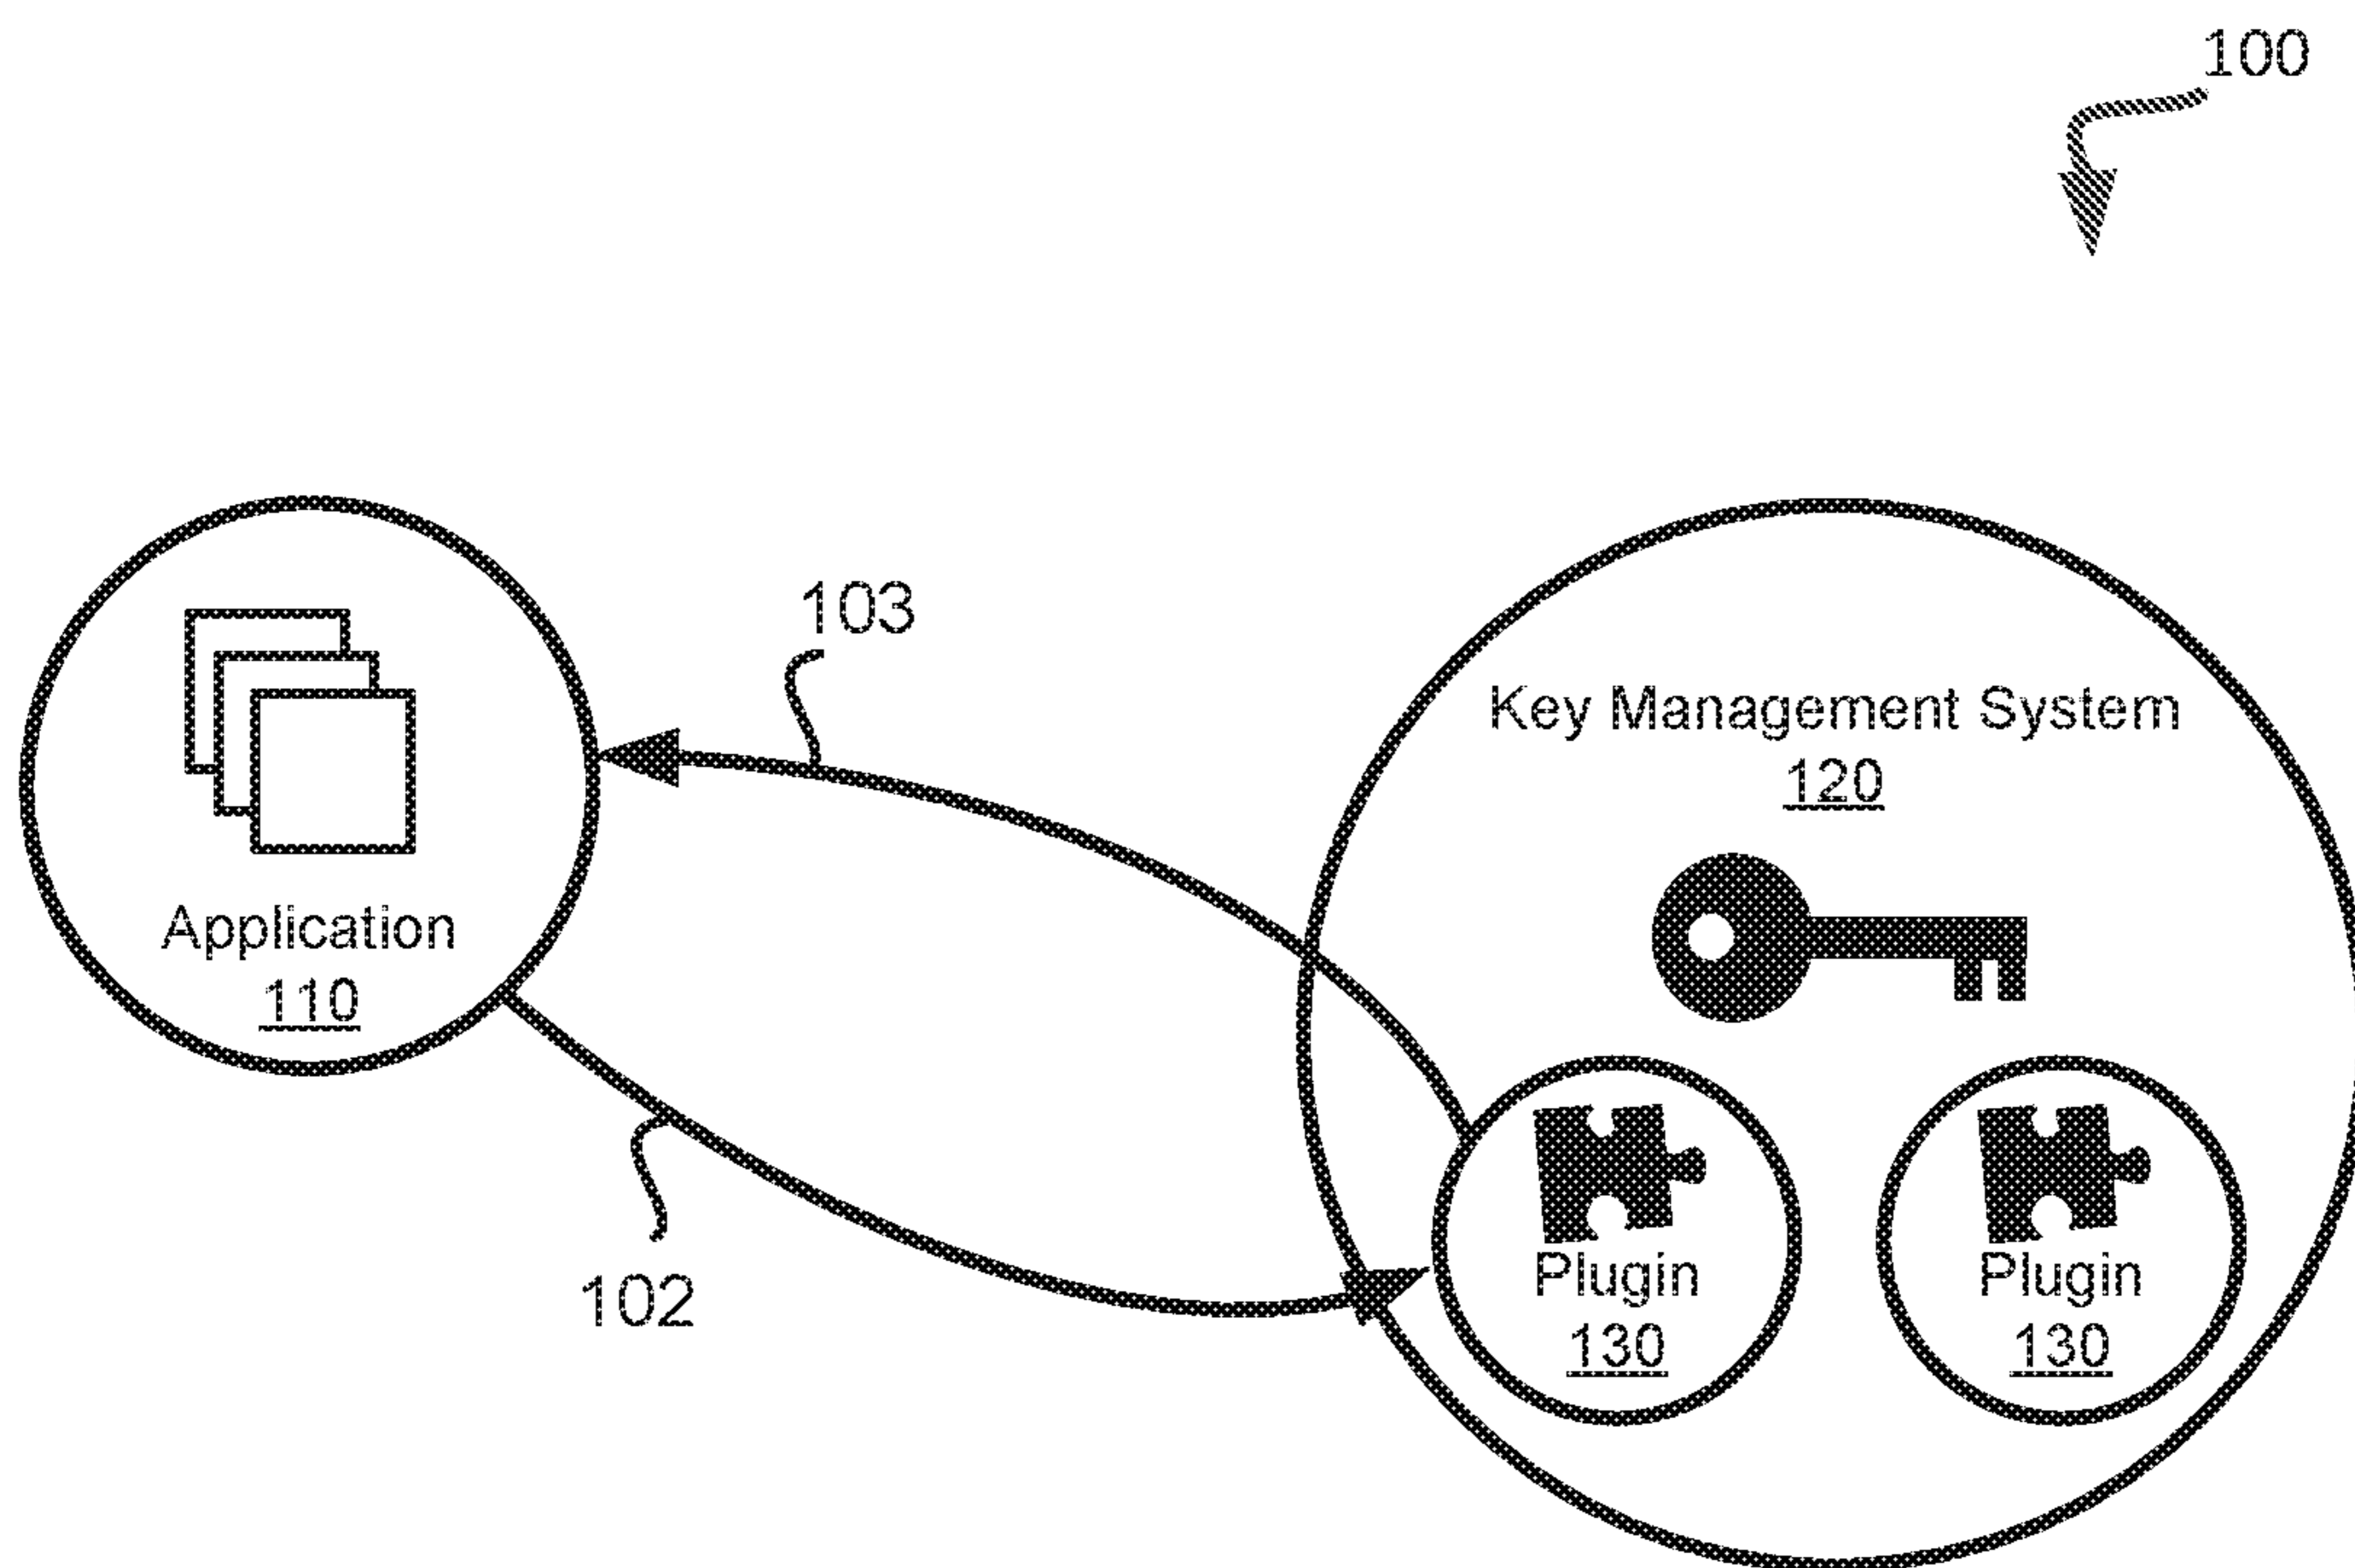 100
103
Key Management System
120
Application
110
102
Plugin
130
Plugin
130